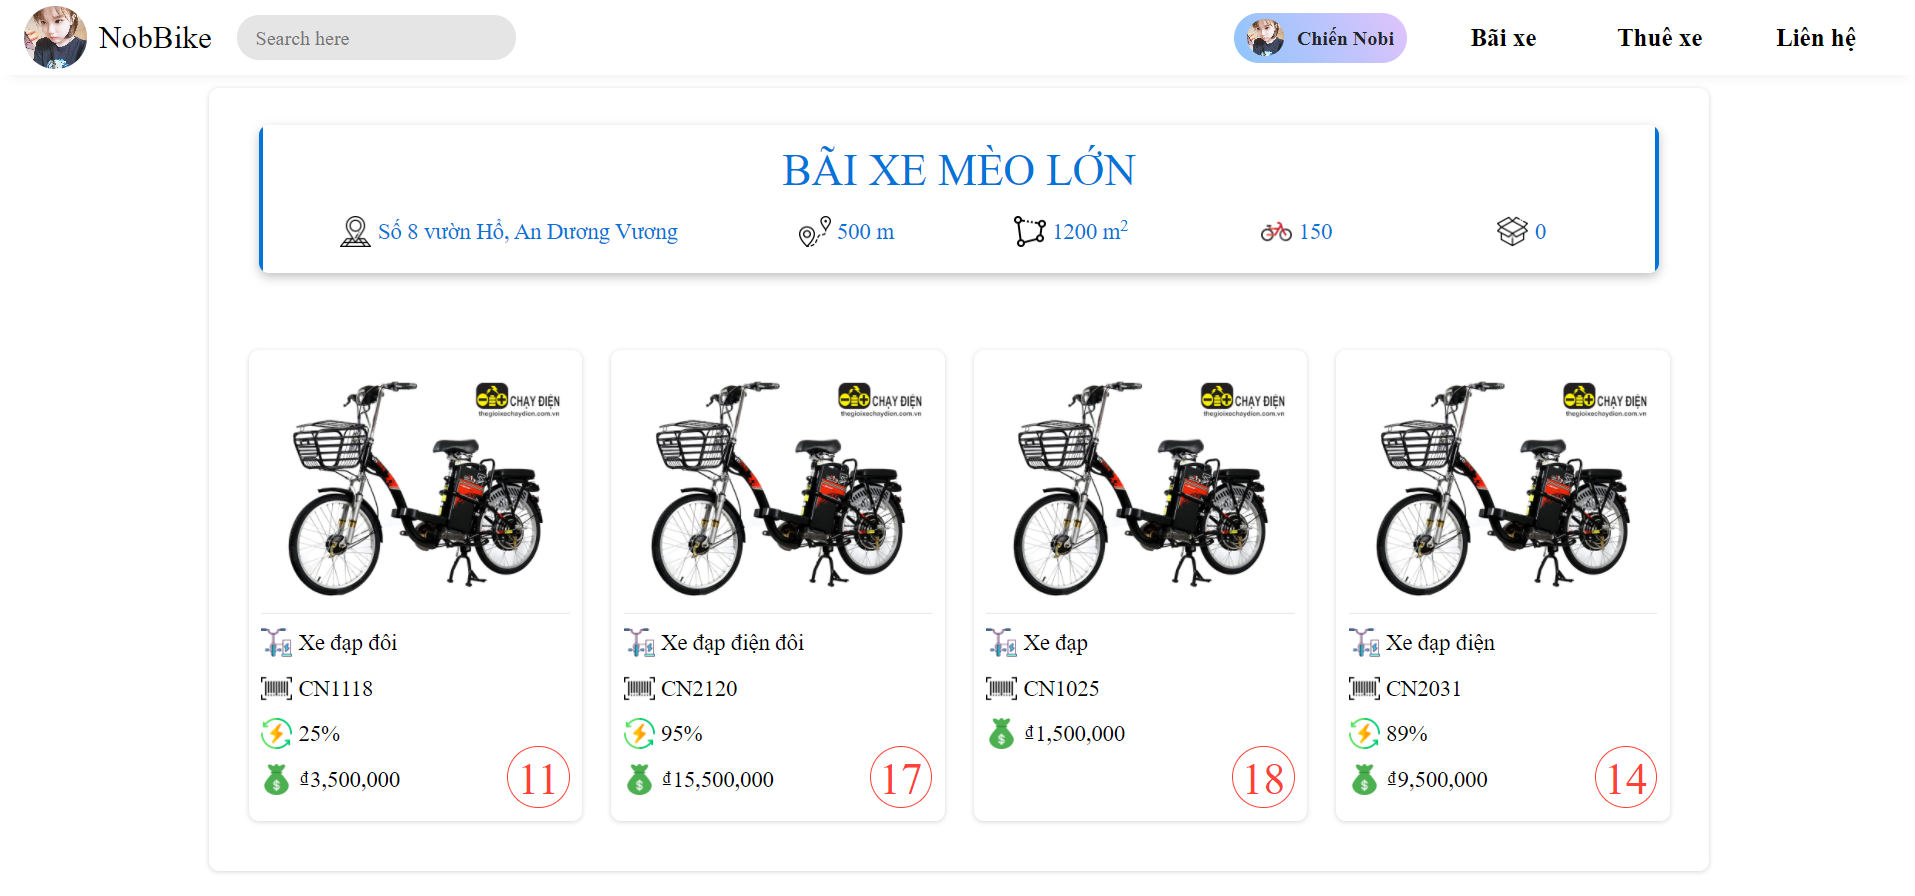 NobBike
Search here
Chiến Nobi
Bãi xe
Thuê xe
Liên hệ
BÃI XE MÈO LỚN
Số 8 vườn Hổ, An Dương Vương
500 m
1200 m²
150
0
CHẠY ĐIỆN
thegioixechaydien.com.vn
Xe đạp đôi
CN1118
25%
₫3,500,000
11
CHẠY ĐIỆN
thegioixechaydien.com.vn
Xe đạp điện đôi
CN2120
95%
₫15,500,000
17
CHẠY ĐIỆN
thegioixechaydien.com.vn
Xe đạp
CN1025
₫1,500,000
18
CHẠY ĐIỆN
thegioixechaydien.com.vn
Xe đạp điện
CN2031
89%
₫9,500,000
14